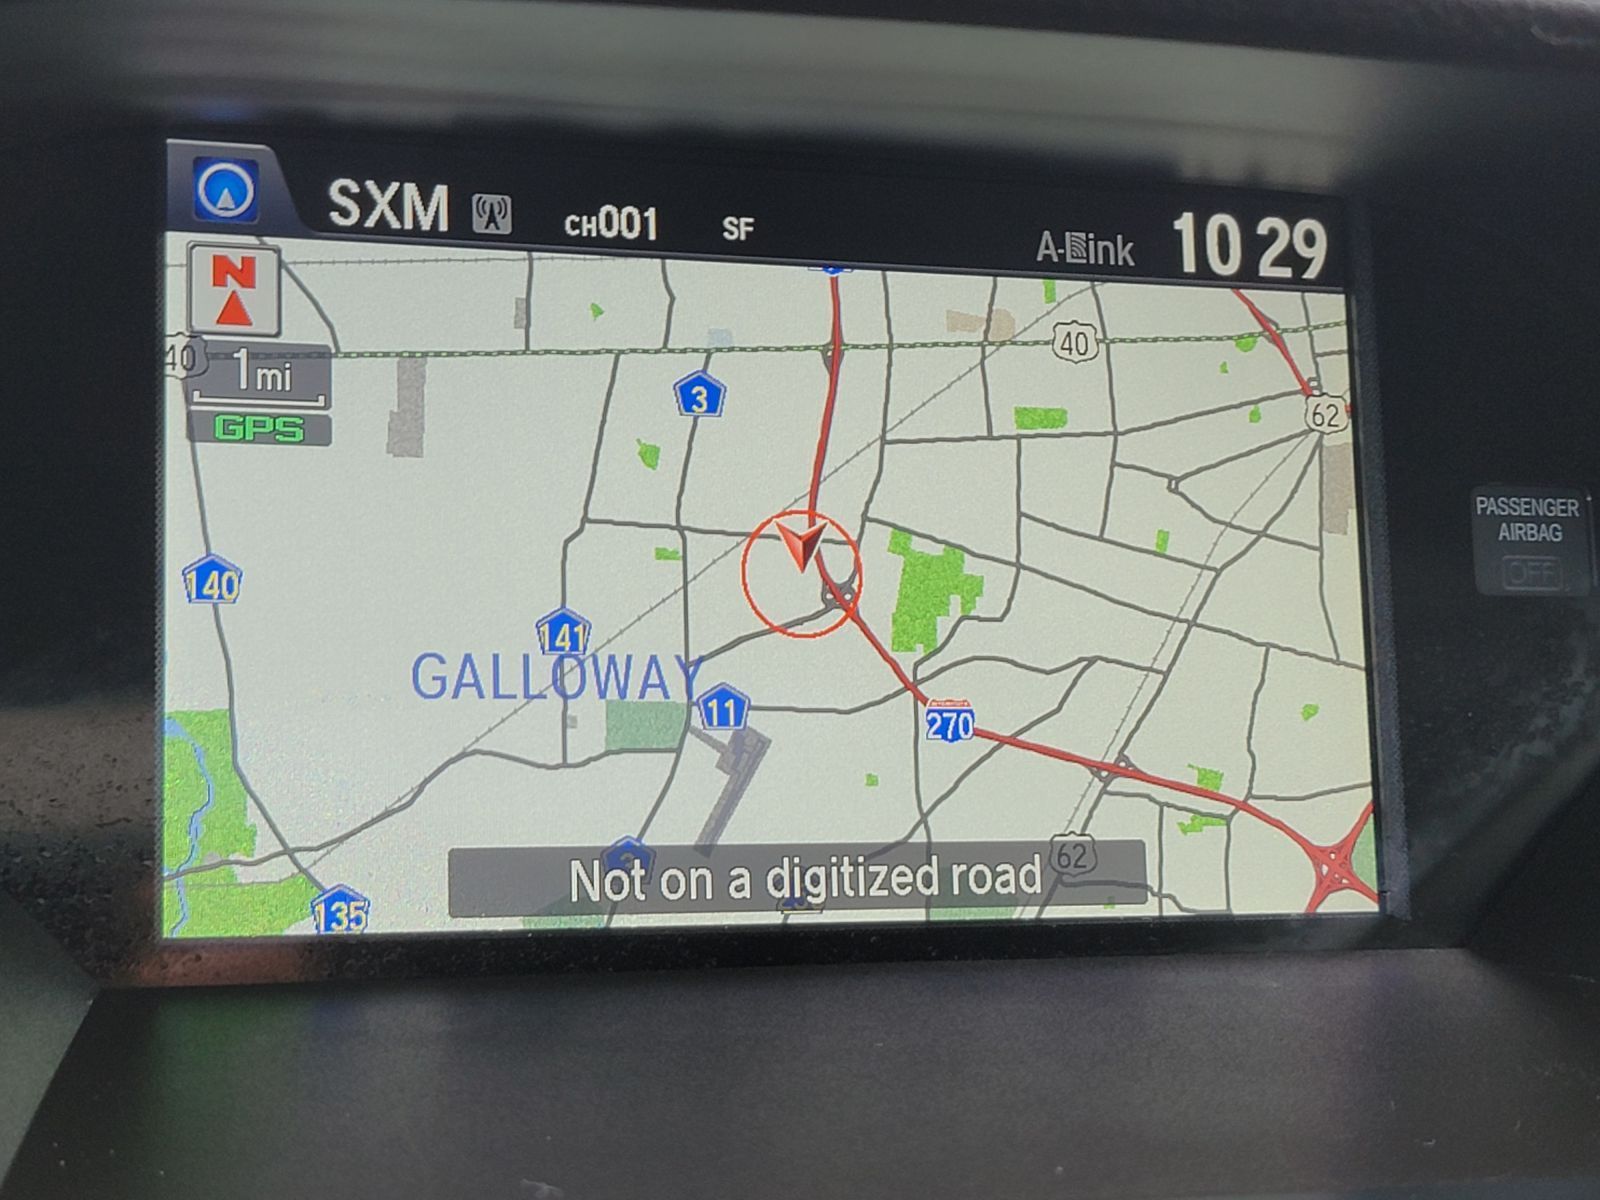 SXM CH001 SF A-Link 10 29
N
40
1mi
GPS
40
3
62
PASSENGER
AIRBAG
OFF
140
141
GALLOWAY
11
270
3
62
Not on a digitized road
135